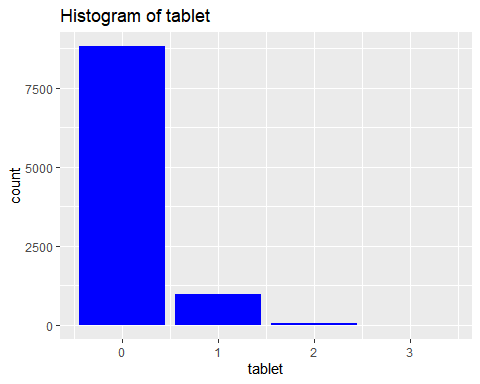 Histogram of tablet
7500
5000
2500
0
count
0 1 2 3
tablet